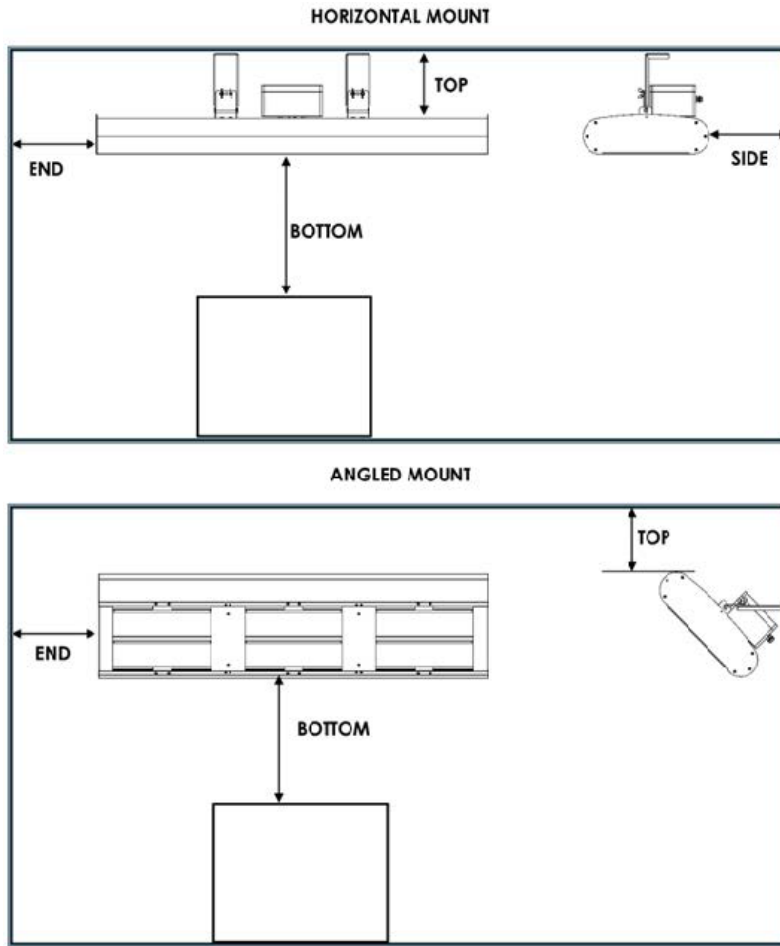 HORIZONTAL MOUNT
TOP
END
SIDE
BOTTOM
ANGLED MOUNT
TOP
END
BOTTOM